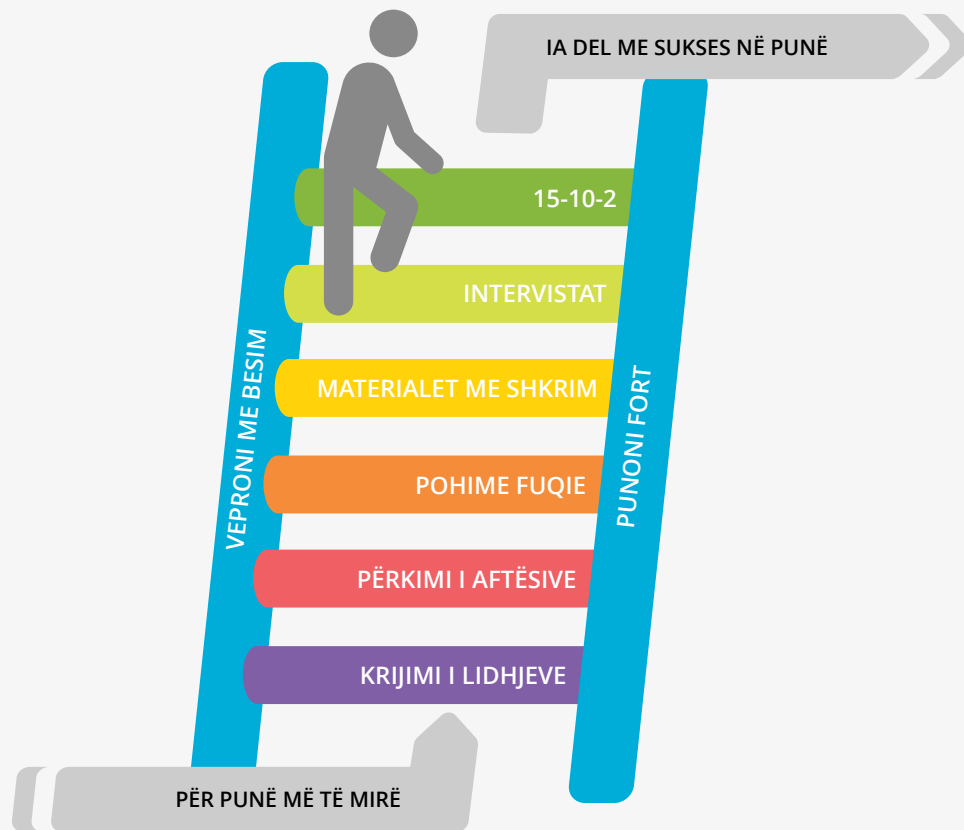 IA DEL ME SUKSES NË PUNË
15-10-2
INTERVISTAT
MATERIALET ME SHKRIM
POHIME FUQIE
PËRKIMI I AFTËSIVE
KRIJIMI I LIDHJEVE
VEPRONI ME BESIM
PUNONI FORT
PËR PUNË MË TË MIRË